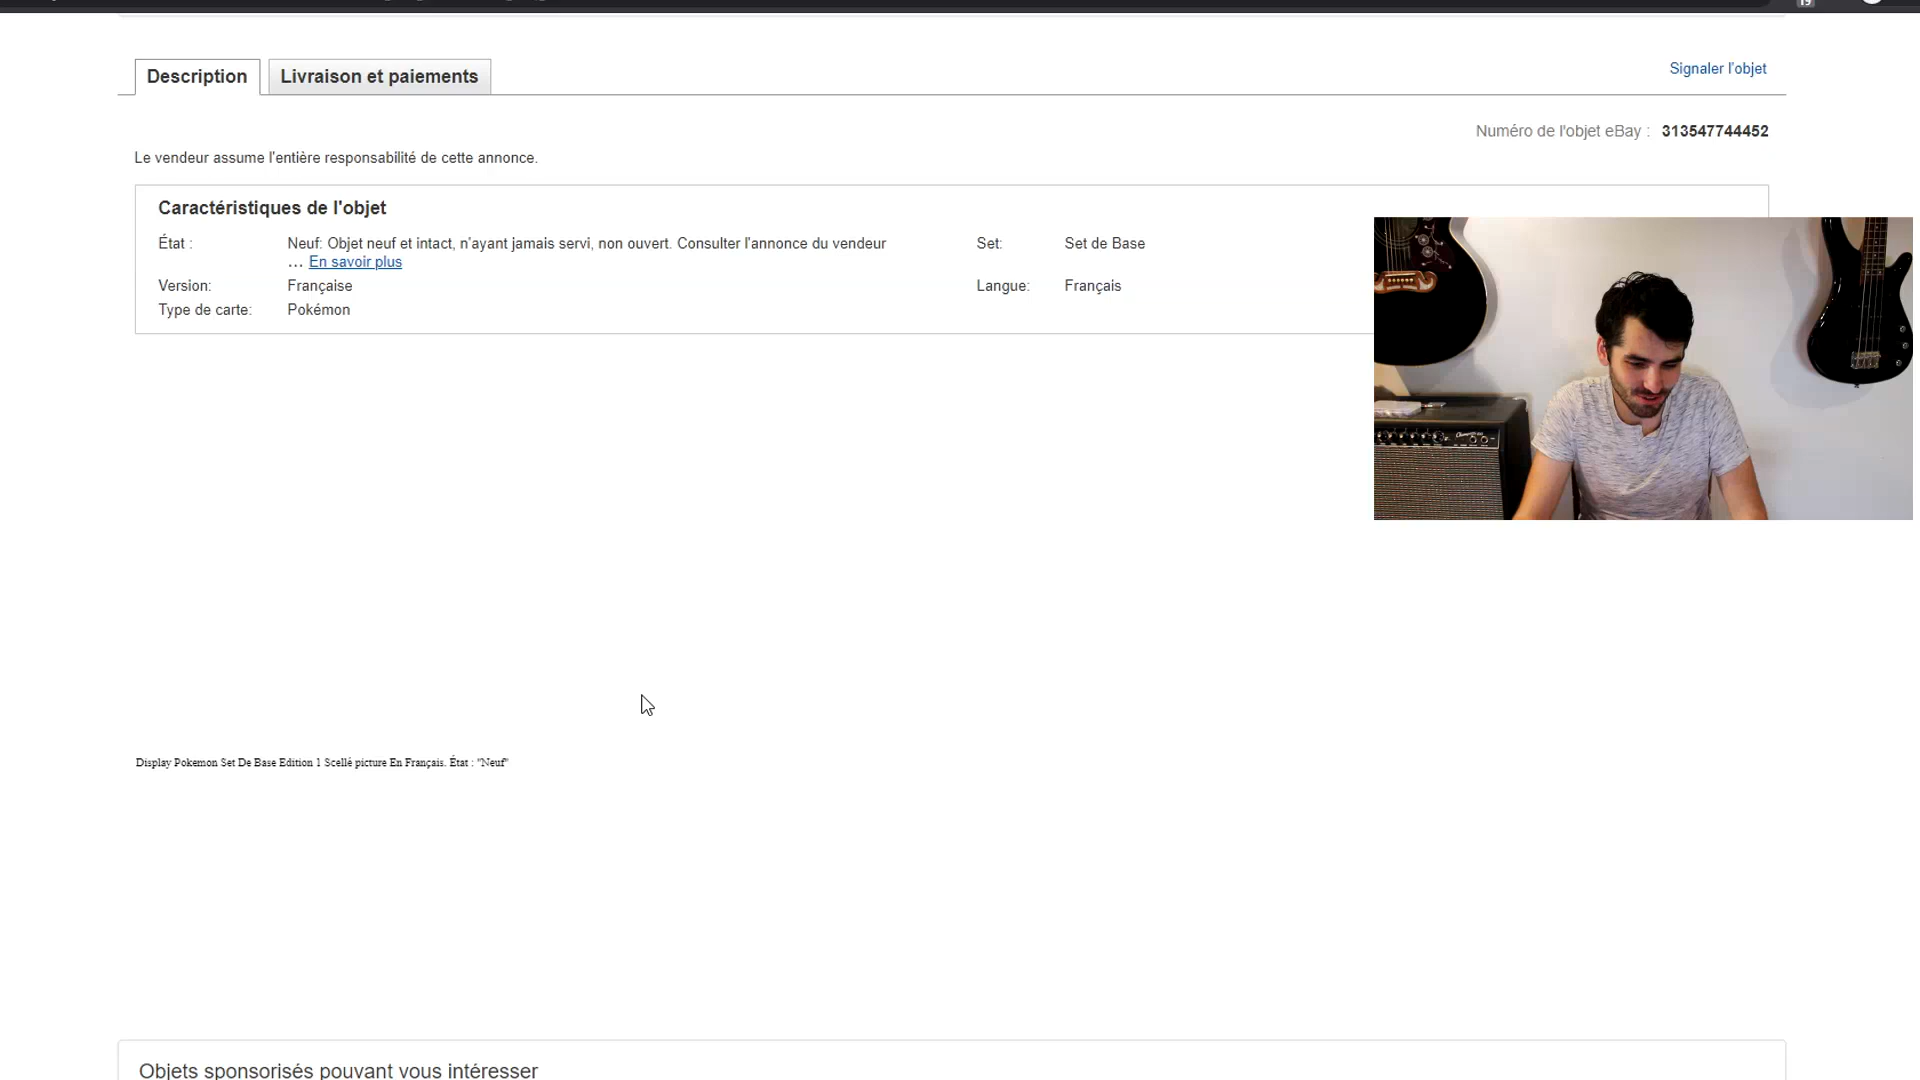 Description
Livraison et paiements
Signaler l'objet
Numéro de l'objet eBay : 313547744452
Le vendeur assume l'entière responsabilité de cette annonce.
Caractéristiques de l'objet
État : Neuf: Objet neuf et intact, n'ayant jamais servi, non ouvert. Consulter l'annonce du vendeur
... En savoir plus
Set: Set de Base
Version: Française
Langue: Français
Type de carte: Pokémon
Display Pokemon Set De Base Edition 1 Scellé picture En Français. État : "Neuf"
Objets sponsorisés pouvant vous intéresser